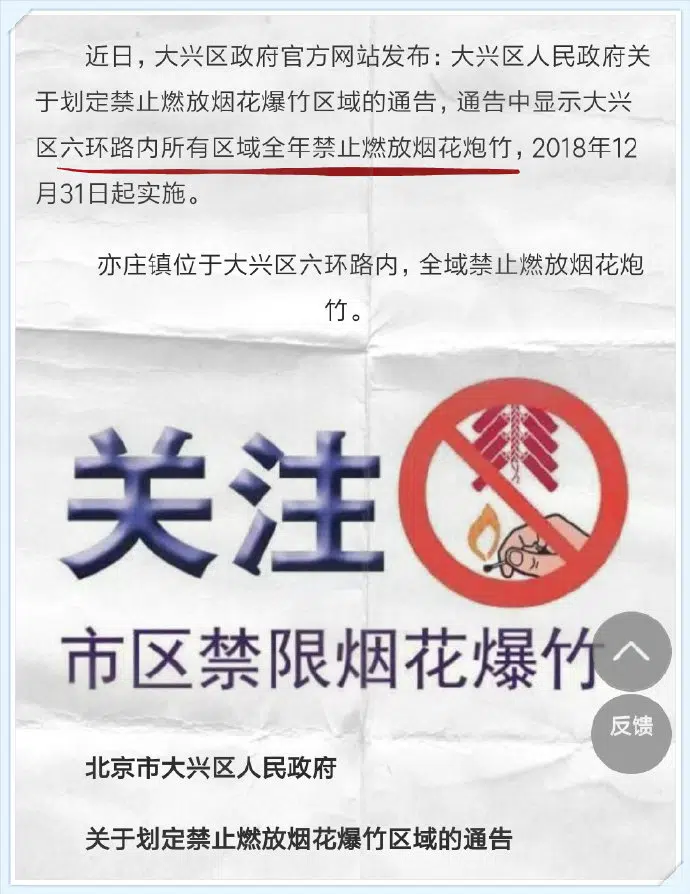 近日，大兴区政府官方网站发布：大兴区人民政府关
于划定禁止燃放烟花爆竹区域的通告，通告中显示大兴
区六环路内所有区域全年禁止燃放烟花炮竹，2018年12
月31日起实施。
亦庄镇位于大兴区六环路内，全域禁止燃放烟花炮
竹。
关注
市区禁限烟花爆竹
反馈
北京市大兴区人民政府
关于划定禁止燃放烟花爆竹区域的通告